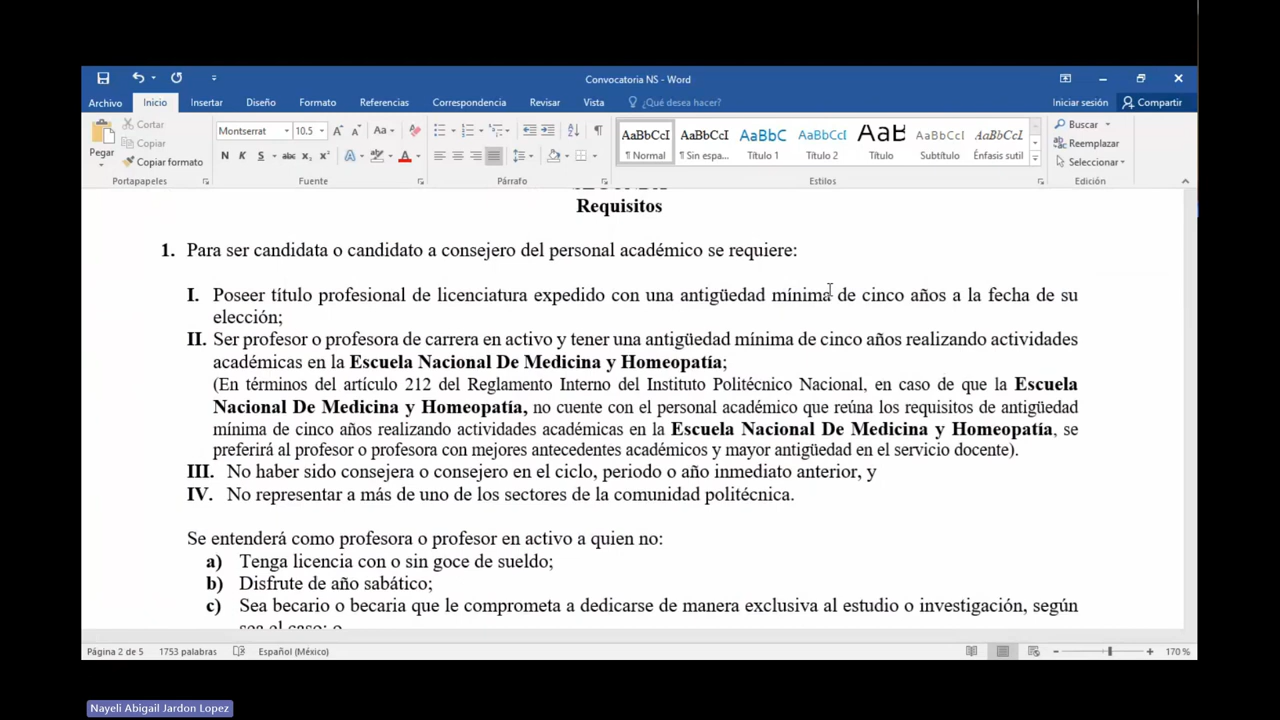 Convocatoria NS - Word
Archivo Inicio Insertar Diseño Formato Referencias Correspondencia Revisar Vista ¿Qué desea hacer? Iniciar sesión Compartir
Pegar
Cortar
Copiar
Copiar formato
Portapapeles
Montserrat 10.5
Fuente
Párrafo
AaBbCcI AaBbCcI AaBbC AaBbCcI AaB AaBbCcI AaBbCcI
¶ Normal ¶ Sin espa... Título 1 Título 2 Título Subtítulo Énfasis sutil
Estilos
Buscar
Reemplazar
Seleccionar
Edición
Requisitos
1. Para ser candidata o candidato a consejero del personal académico se requiere:
I. Poseer título profesional de licenciatura expedido con una antigüedad mínima de cinco años a la fecha de su
elección;
II. Ser profesor o profesora de carrera en activo y tener una antigüedad mínima de cinco años realizando actividades
académicas en la Escuela Nacional De Medicina y Homeopatía;
(En términos del artículo 212 del Reglamento Interno del Instituto Politécnico Nacional, en caso de que la Escuela
Nacional De Medicina y Homeopatía, no cuente con el personal académico que reúna los requisitos de antigüedad
mínima de cinco años realizando actividades académicas en la Escuela Nacional De Medicina y Homeopatía, se
preferirá al profesor o profesora con mejores antecedentes académicos y mayor antigüedad en el servicio docente).
III. No haber sido consejera o consejero en el ciclo, periodo o año inmediato anterior, y
IV. No representar a más de uno de los sectores de la comunidad politécnica.
Se entenderá como profesora o profesor en activo a quien no:
a) Tenga licencia con o sin goce de sueldo;
b) Disfrute de año sabático;
c) Sea becario o becaria que le comprometa a dedicarse de manera exclusiva al estudio o investigación, según
sea el caso; o
Página 2 de 5 1753 palabras Español (México) 170 %
Nayeli Abigail Jardon Lopez